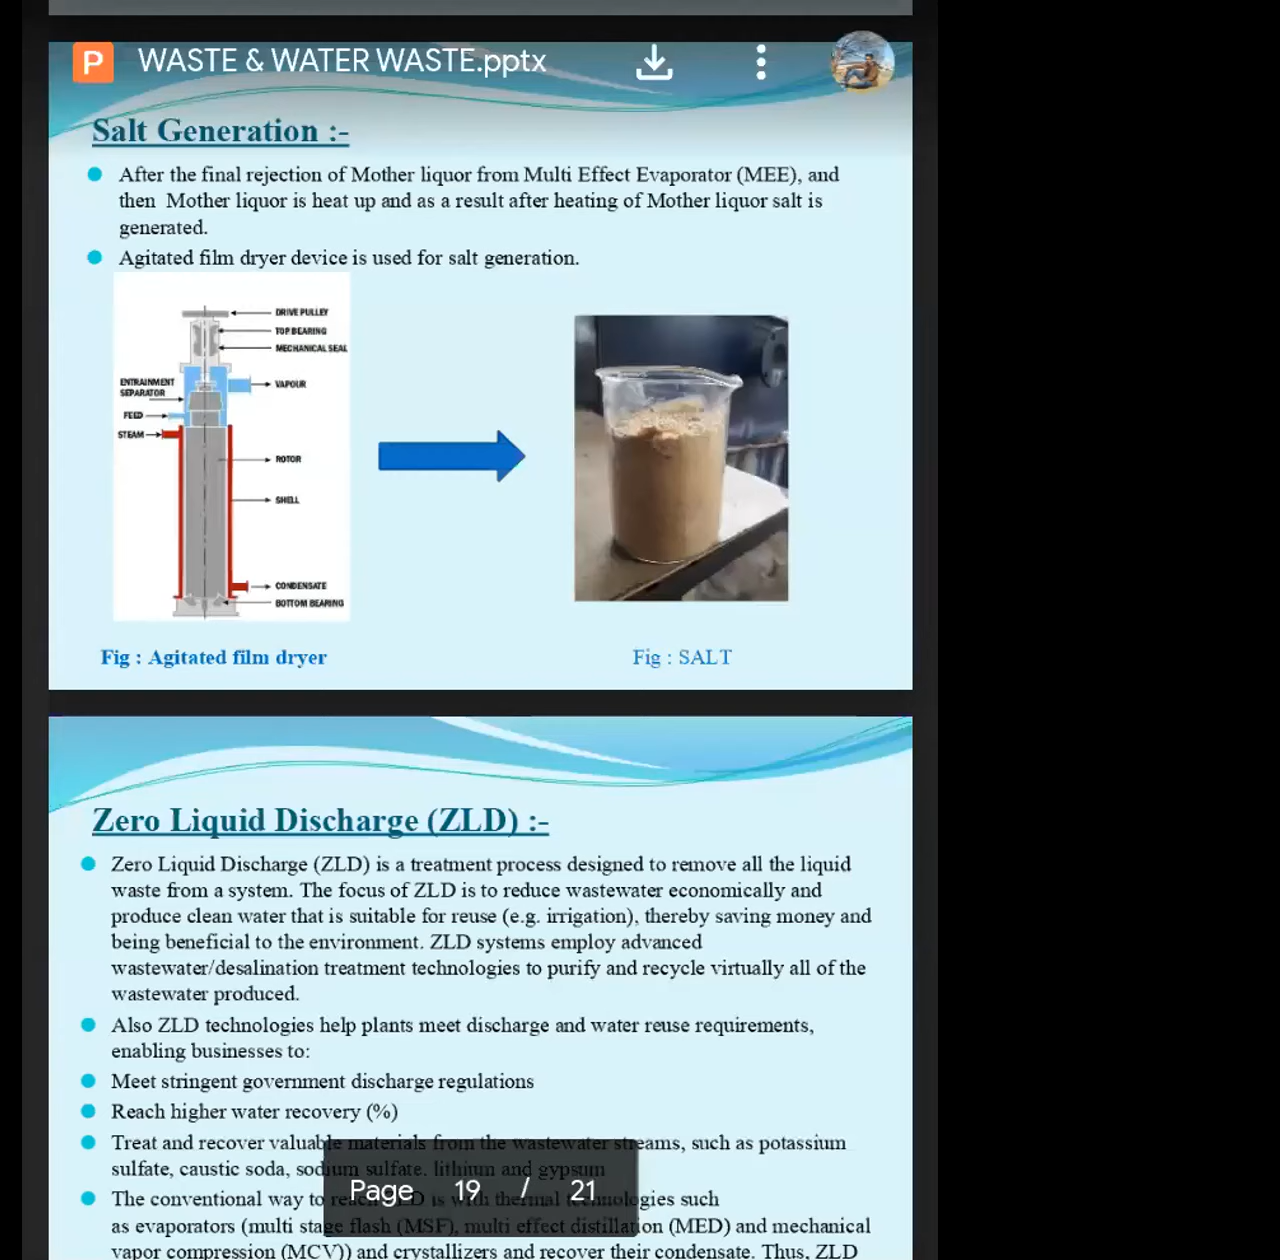 P WASTE & WATER WASTE.pptx
Salt Generation :-
After the final rejection of Mother liquor from Multi Effect Evaporator (MEE), and
then Mother liquor is heat up and as a result after heating of Mother liquor salt is
generated.
Agitated film dryer device is used for salt generation.
DRIVE PULLEY
TOP BEARING
MECHANICAL SEAL
ENTRAINMENT
SEPARATOR
VAPOUR
FEED
STEAM
ROTOR
SHELL
CONDENSATE
BOTTOM BEARING
Fig : Agitated film dryer
Fig : SALT
Zero Liquid Discharge (ZLD) :-
Zero Liquid Discharge (ZLD) is a treatment process designed to remove all the liquid
waste from a system. The focus of ZLD is to reduce wastewater economically and
produce clean water that is suitable for reuse (e.g. irrigation), thereby saving money and
being beneficial to the environment. ZLD systems employ advanced
wastewater/desalination treatment technologies to purify and recycle virtually all of the
wastewater produced.
Also ZLD technologies help plants meet discharge and water reuse requirements,
enabling businesses to:
Meet stringent government discharge regulations
Reach higher water recovery (%)
Treat and recover valuable materials from the wastewater streams, such as potassium
sulfate, caustic soda, sodium sulfate. lithium and gypsum
The conventional way to reach ZLD is with thermal technologies such
Page 19 / 21
as evaporators (multi stage flash (MSF), multi effect distillation (MED) and mechanical
vapor compression (MCV)) and crystallizers and recover their condensate. Thus, ZLD